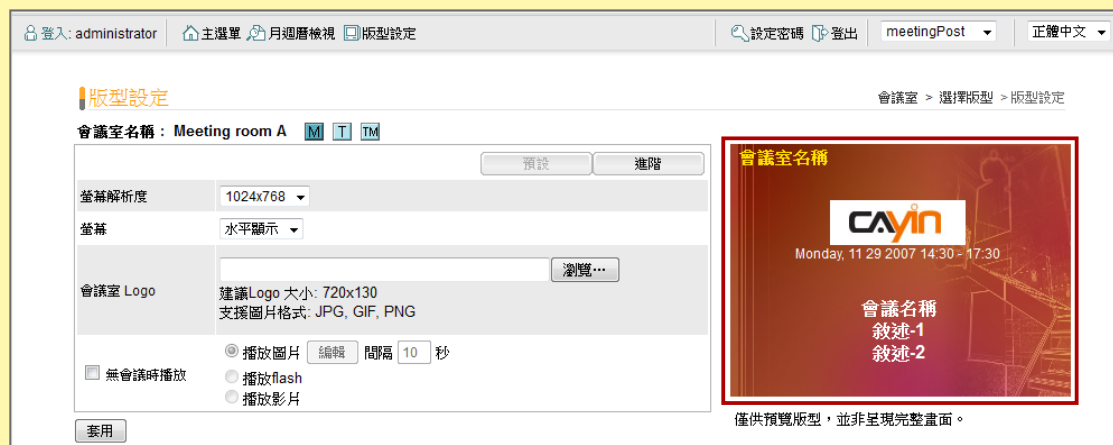 登入: administrator 主選單 月週曆檢視 版型設定 設定密碼 登出 meetingPost 正體中文
版型設定
會議室 > 選擇版型 > 版型設定
會議室名稱： Meeting room A M T TM
預設 進階
螢幕解析度 1024x768
螢幕 水平顯示
會議室 Logo 瀏覽…
建議Logo 大小: 720x130
支援圖片格式: JPG, GIF, PNG
無會議時播放
播放圖片 編輯 間隔 10 秒
播放flash
播放影片
套用
會議室名稱
CAYIN
Monday, 11 29 2007 14:30 - 17:30
會議名稱
敘述-1
敘述-2
僅供預覽版型，並非呈現完整畫面。